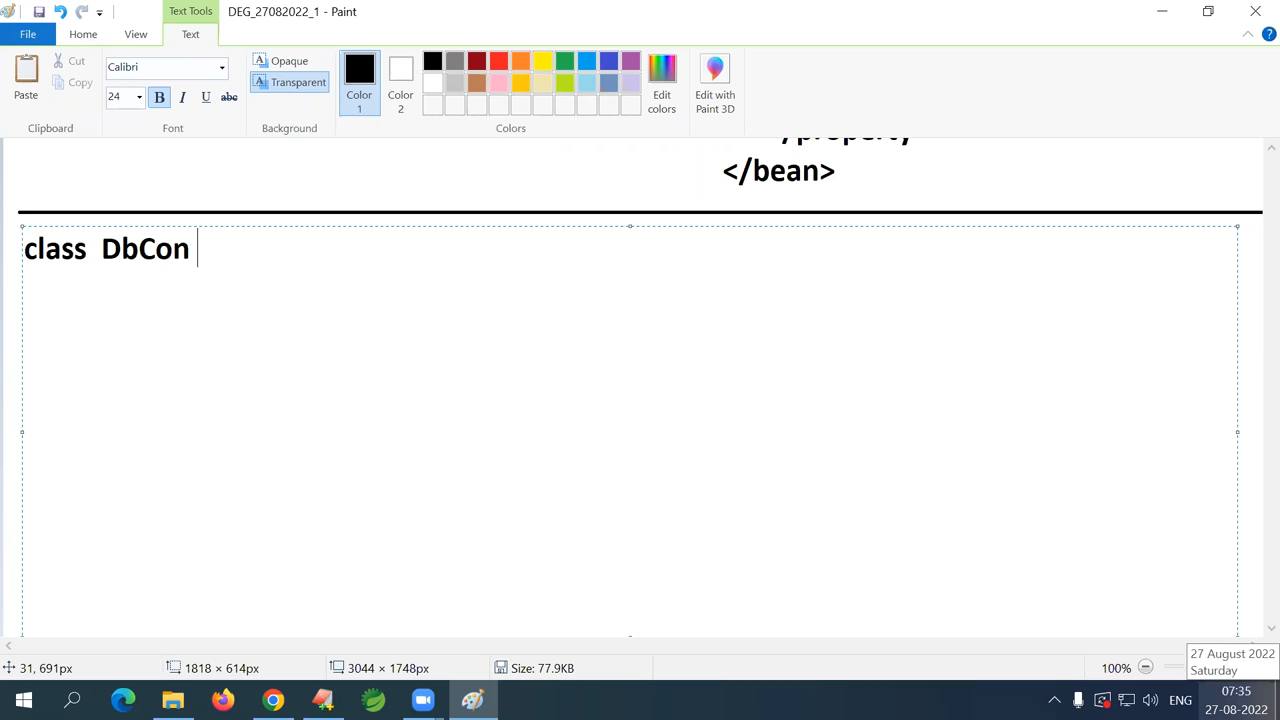 Text Tools
DEG_27082022_1 - Paint
File
Home
View
Text
Paste
Cut
Copy
Clipboard
Calibri
24
B
I
U
abc
Font
Opaque
Transparent
Background
Color
1
Color
2
Edit
colors
Edit with
Paint 3D
Colors
/property
</bean>
class DbCon
31, 691px
1818 × 614px
3044 × 1748px
Size: 77.9KB
100%
27 August 2022
Saturday
ENG
07:35
27-08-2022